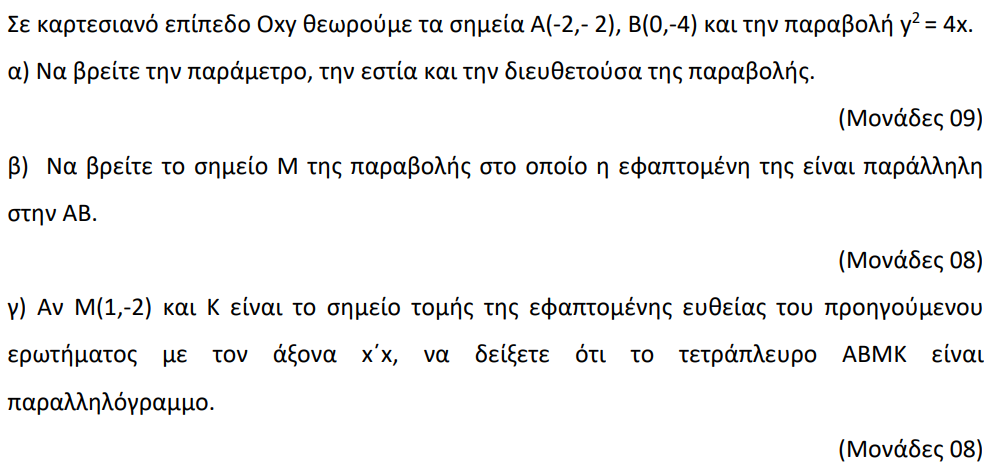 Σε καρτεσιανό επίπεδο Οxy θεωρούμε τα σημεία Α(-2,- 2), Β(0,-4) και την παραβολή y² = 4x.
α) Να βρείτε την παράμετρο, την εστία και την διευθετούσα της παραβολής.
(Μονάδες 09)
β) Να βρείτε το σημείο Μ της παραβολής στο οποίο η εφαπτομένη της είναι παράλληλη
στην ΑΒ.
(Μονάδες 08)
γ) Αν Μ(1,-2) και Κ είναι το σημείο τομής της εφαπτομένης ευθείας του προηγούμενου
ερωτήματος με τον άξονα x΄x, να δείξετε ότι το τετράπλευρο ΑΒΜΚ είναι
παραλληλόγραμμο.
(Μονάδες 08)